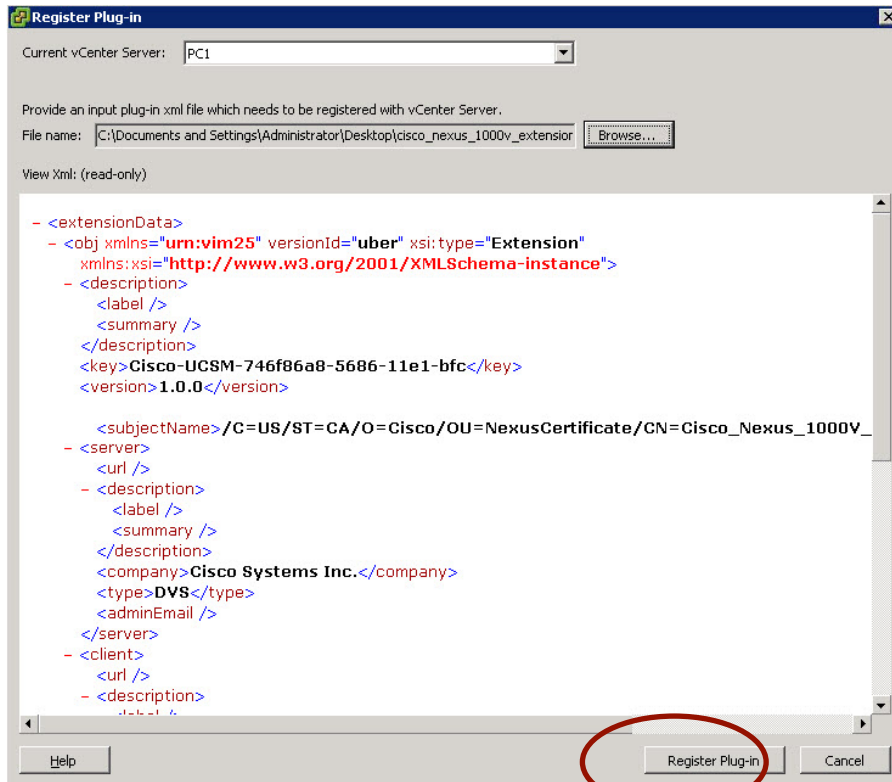 Register Plug-in
Current vCenter Server: PC1
Provide an input plug-in xml file which needs to be registered with vCenter Server.
File name: C:\Documents and Settings\Administrator\Desktop\cisco_nexus_1000v_extension Browse...
View Xml: (read-only)
- <extensionData>
- <obj xmlns="urn:vim25" versionId="uber" xsi:type="Extension"
xmlns:xsi="http://www.w3.org/2001/XMLSchema-instance">
- <description>
<label />
<summary />
</description>
<key>Cisco-UCSM-746f86a8-5686-11e1-bfc</key>
<version>1.0.0</version>
<subjectName>/C=US/ST=CA/O=Cisco/OU=NexusCertificate/CN=Cisco_Nexus_1000V_
- <server>
<url />
- <description>
<label />
<summary />
</description>
<company>Cisco Systems Inc.</company>
<type>DVS</type>
<adminEmail />
</server>
- <client>
<url />
- <description>
Help Register Plug-in Cancel